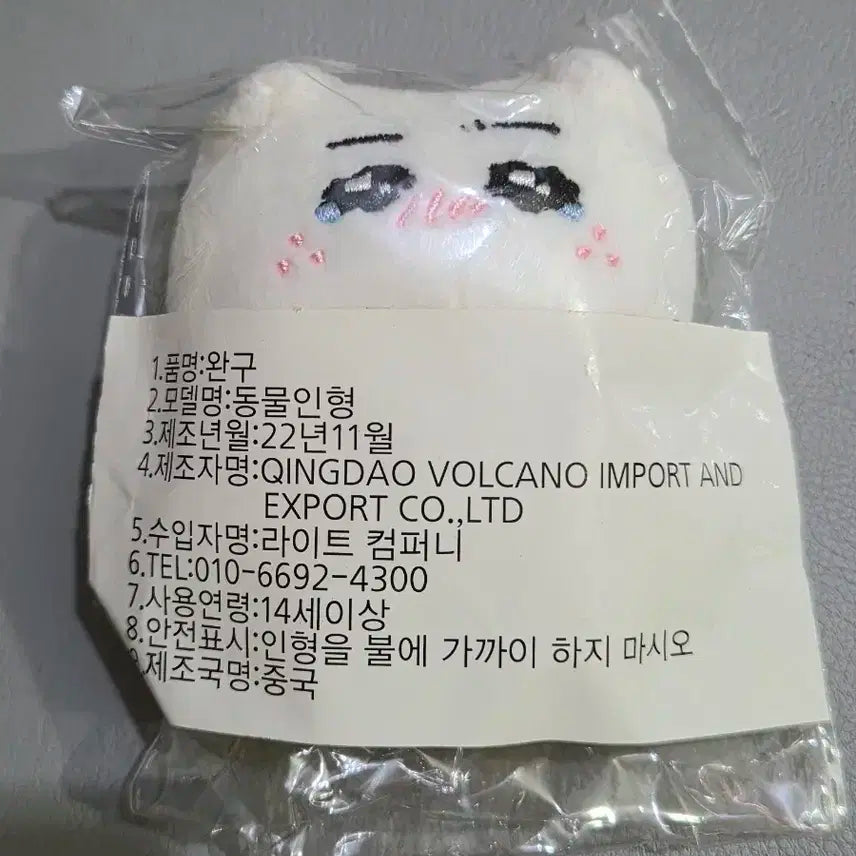 1.품명:완구
2.모델명:동물인형
3.제조년월:22년11월
4.제조자명:QINGDAO VOLCANO IMPORT AND
EXPORT CO.,LTD
5.수입자명:라이트 컴퍼니
6.TEL:010-6692-4300
7.사용연령:14세이상
8.안전표시:인형을 불에 가까이 하지 마시오
9.제조국명:중국